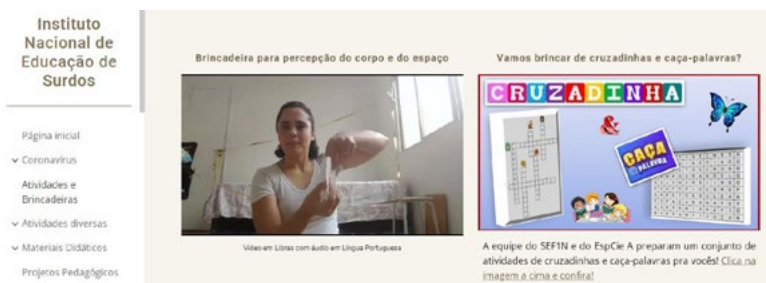 Instituto
Nacional de
Educação de
Surdos
Página inicial
Coronavírus
Atividades e
Brincadeiras
Atividades diversas
Materiais Didáticos
Projetos Pedagógicos
Brincadeira para percepção do corpo e do espaço
Vídeo em Libras com áudio em Língua Portuguesa
Vamos brincar de cruzadinhas e caça-palavras?
CRUZADINHA
&
CAÇA
PALAVRA
A equipe do SEF1N e do EspCie A preparam um conjunto de
atividades de cruzadinhas e caça-palavras pra vocês! Clica na
imagem a cima e confira!